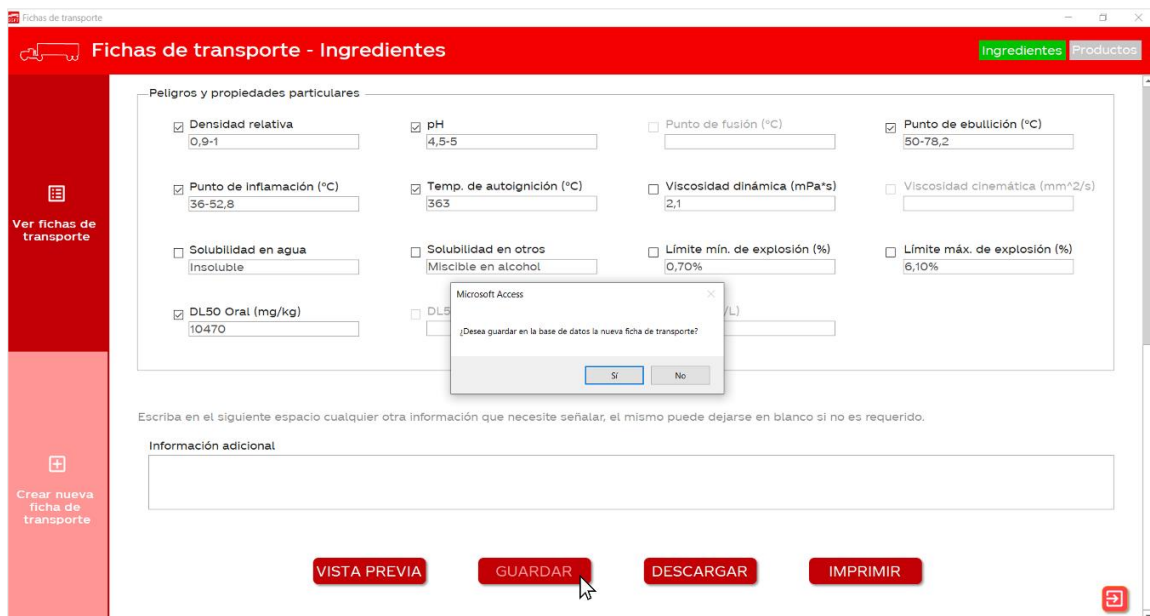 Fichas de transporte
Fichas de transporte - Ingredientes
Ingredientes Productos
Peligros y propiedades particulares
Densidad relativa
0,9-1
pH
4,5-5
Punto de fusión (°C)
Punto de ebullición (°C)
50-78,2
Punto de inflamación (°C)
36-52,8
Temp. de autoignición (°C)
363
Viscosidad dinámica (mPa*s)
2,1
Viscosidad cinemática (mm^2/s)
Ver fichas de
transporte
Solubilidad en agua
Insoluble
Solubilidad en otros
Miscible en alcohol
Límite mín. de explosión (%)
0,70%
Límite máx. de explosión (%)
6,10%
DL50 Oral (mg/kg)
10470
DL5
/L)
Microsoft Access
¿Desea guardar en la base de datos la nueva ficha de transporte?
Sí
No
Escriba en el siguiente espacio cualquier otra información que necesite señalar, el mismo puede dejarse en blanco si no es requerido.
Información adicional
Crear nueva
ficha de
transporte
VISTA PREVIA
GUARDAR
DESCARGAR
IMPRIMIR